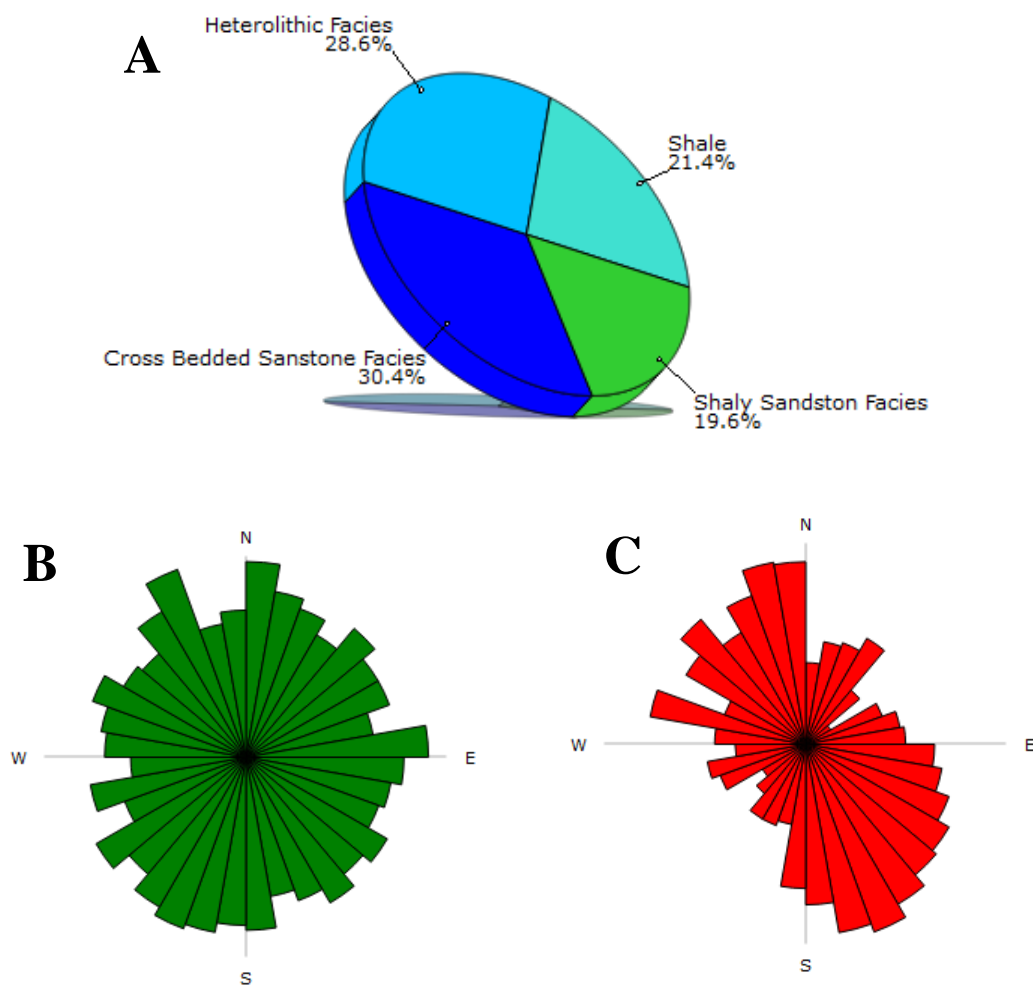 A
Heterolithic Facies
28.6%
Shale
21.4%
Cross Bedded Sanstone Facies
30.4%
Shaly Sandston Facies
19.6%
B
N
W
E
S
C
N
W
E
S